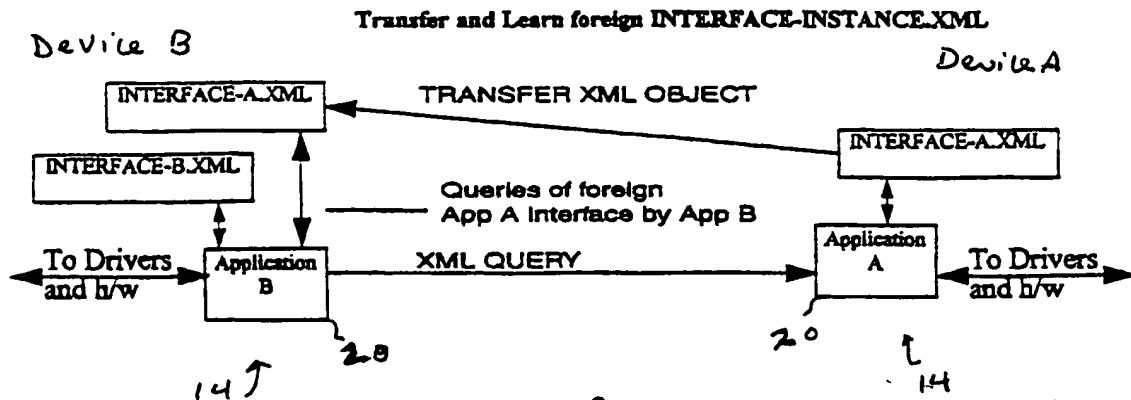 Transfer and Learn foreign INTERFACE-INSTANCE.XML
Device B
Device A
INTERFACE-A.XML
TRANSFER XML OBJECT
INTERFACE-A.XML
INTERFACE-B.XML
Queries of foreign
App A Interface by App B
To Drivers
and h/w
Application
B
XML QUERY
Application
A
To Drivers
and h/w
20
20
14
14